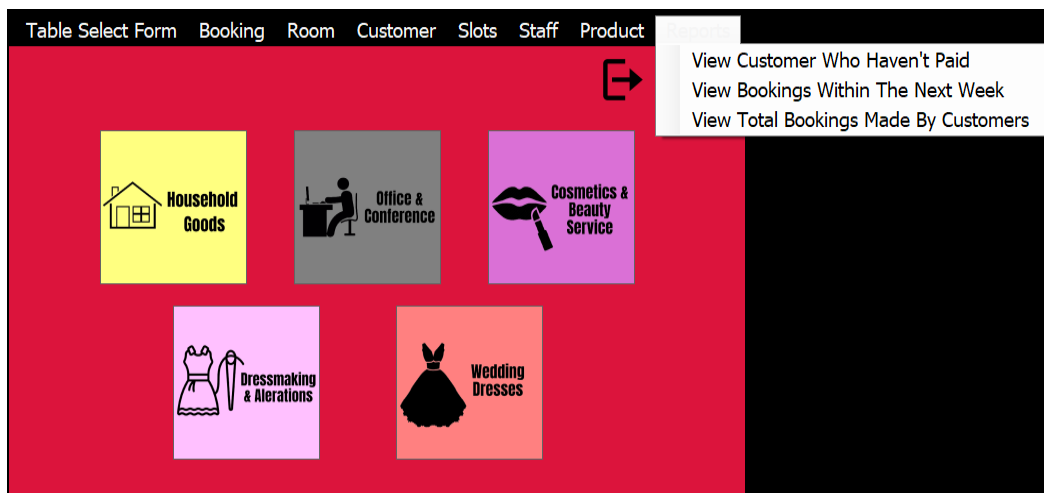 Table Select Form Booking Room Customer Slots Staff Product Reports
View Customer Who Haven't Paid
View Bookings Within The Next Week
View Total Bookings Made By Customers
Household
Goods
Office &
Conference
Cosmetics &
Beauty
Service
Dressmaking
& Alerations
Wedding
Dresses